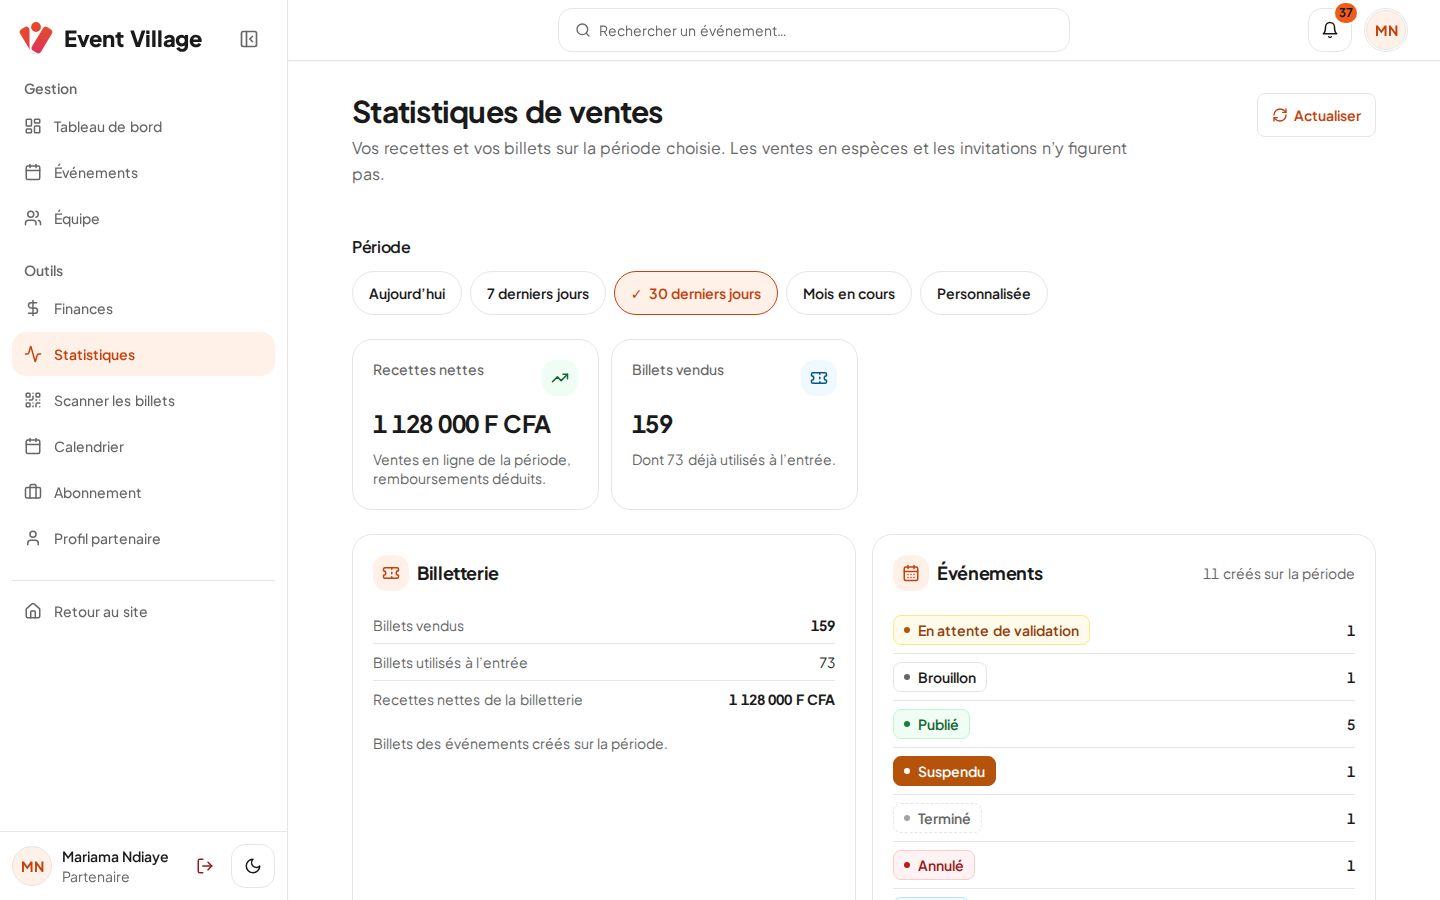 Event Village
Gestion
Tableau de bord
Événements
Équipe
Outils
Finances
Statistiques
Scanner les billets
Calendrier
Abonnement
Profil partenaire
Retour au site
MN
Mariama Ndiaye
Partenaire
Rechercher un événement…
37
MN
Statistiques de ventes
Actualiser
Vos recettes et vos billets sur la période choisie. Les ventes en espèces et les invitations n’y figurent
pas.
Période
Aujourd’hui
7 derniers jours
✓ 30 derniers jours
Mois en cours
Personnalisée
Recettes nettes
1 128 000 F CFA
Ventes en ligne de la période,
remboursements déduits.
Billets vendus
159
Dont 73 déjà utilisés à l’entrée.
Billetterie
Billets vendus 159
Billets utilisés à l’entrée 73
Recettes nettes de la billetterie 1 128 000 F CFA
Billets des événements créés sur la période.
Événements 11 créés sur la période
En attente de validation 1
Brouillon 1
Publié 5
Suspendu 1
Terminé 1
Annulé 1